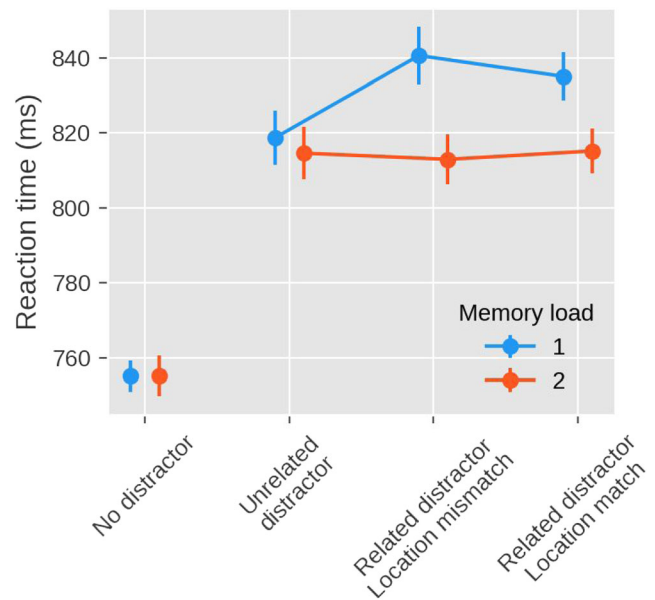 Reaction time (ms)
840
820
800
780
760
Memory load
1
2
No distractor
Unrelated
distractor
Related distractor
Location mismatch
Related distractor
Location match